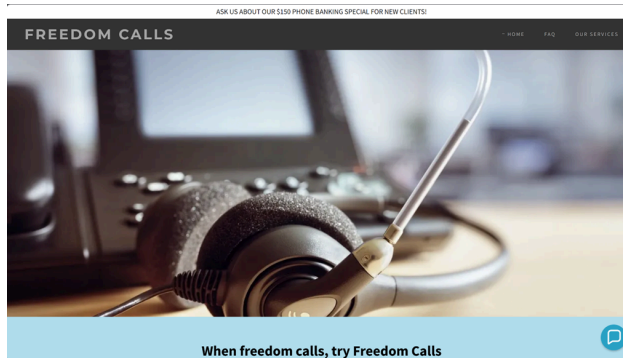 ASK US ABOUT OUR $150 PHONE BANKING SPECIAL FOR NEW CLIENTS!
FREEDOM CALLS
HOME FAQ OUR SERVICES
When freedom calls, try Freedom Calls